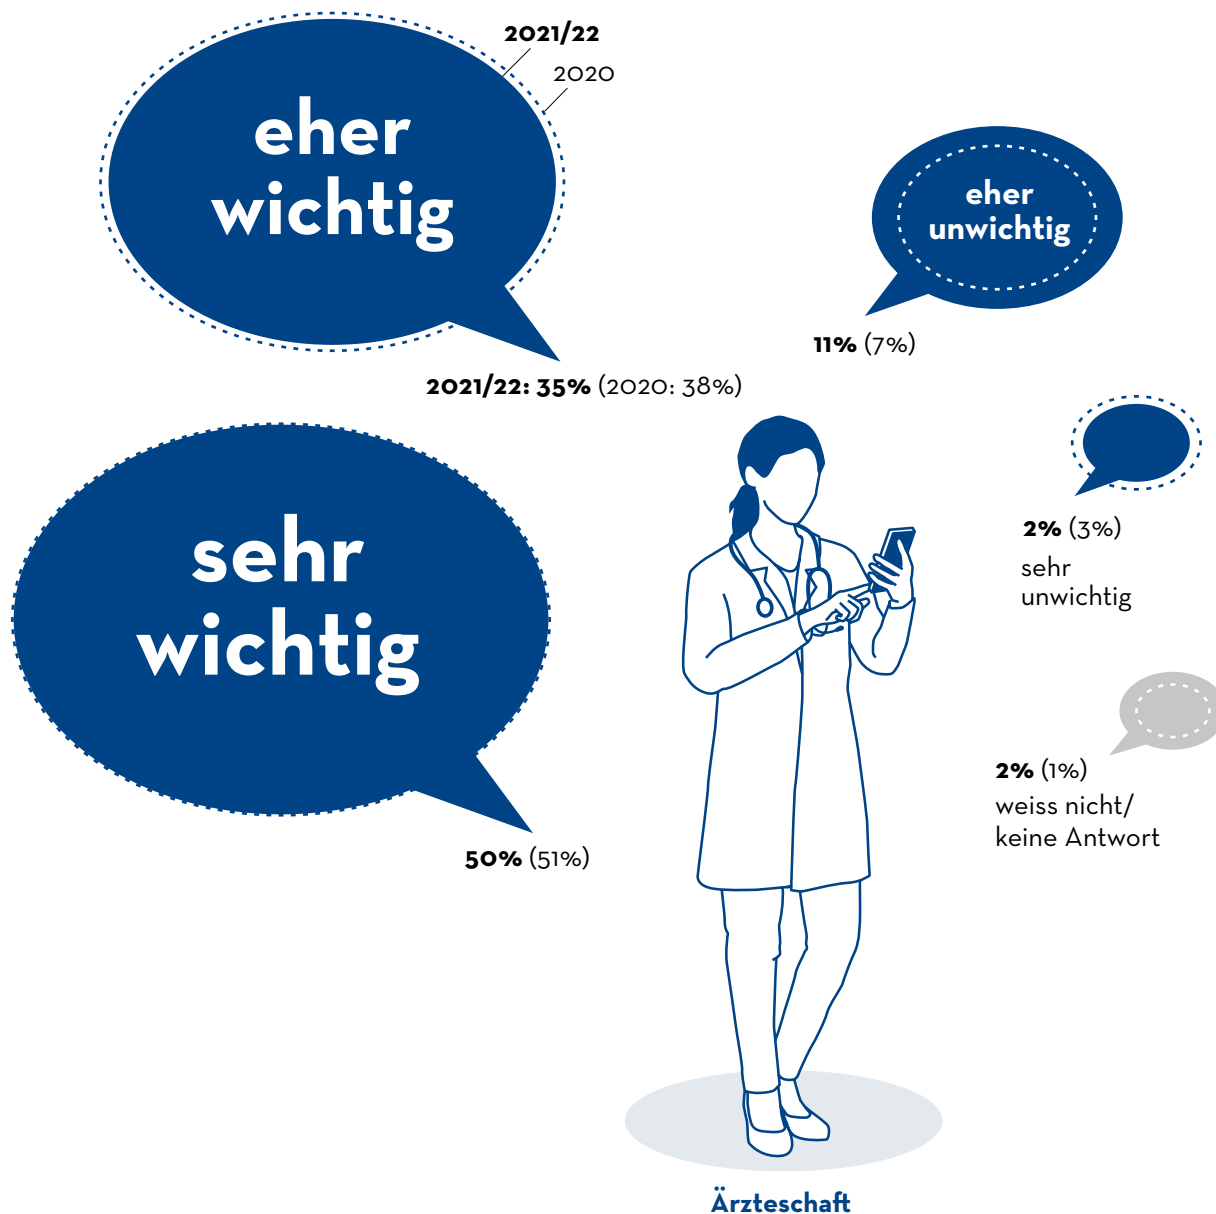 2021/22
2020
eher
wichtig
2021/22: 35% (2020: 38%)
eher
unwichtig
11% (7%)
2% (3%)
sehr
unwichtig
sehr
wichtig
50% (51%)
2% (1%)
weiss nicht/
keine Antwort
Ärzteschaft